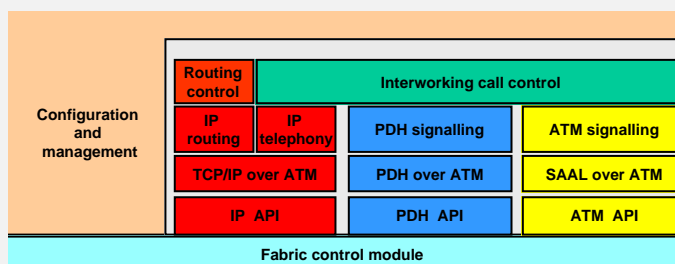 Routing
control
Interworking call control
Configuration
and
management
IP
routing
IP
telephony
PDH signalling
ATM signalling
TCP/IP over ATM
PDH over ATM
SAAL over ATM
IP API
PDH API
ATM API
Fabric control module